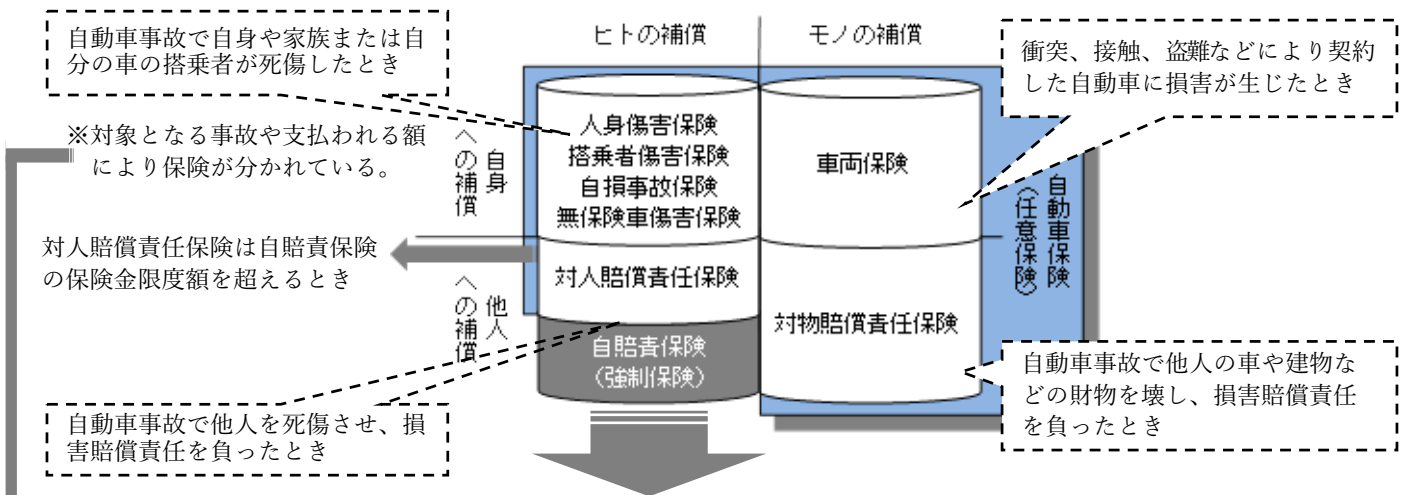 ヒトの補償
モノの補償
自動車事故で自身や家族または自
分の車の搭乗者が死傷したとき
衝突、接触、盗難などにより契約
した自動車に損害が生じたとき
※対象となる事故や支払われる額
により保険が分かれている。
自身
への補償
人身傷害保険
搭乗者傷害保険
自損事故保険
無保険車傷害保険
車両保険
自動車保険
（任意保険）
対人賠償責任保険は自賠責保険
の保険金限度額を超えるとき
他人
への補償
対人賠償責任保険
対物賠償責任保険
自賠責保険
（強制保険）
自動車事故で他人の車や建物な
どの財物を壊し、損害賠償責任
を負ったとき
自動車事故で他人を死傷させ、損
害賠償責任を負ったとき